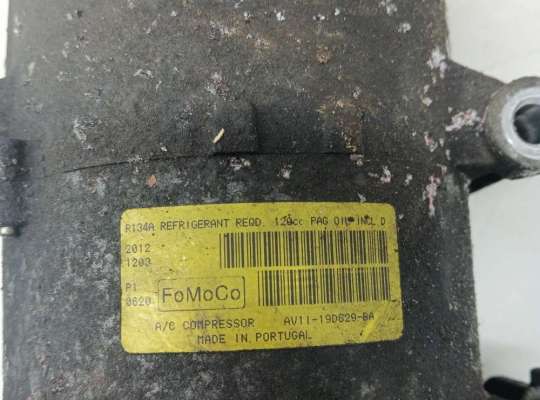 R134A REFRIGERANT REQD. 120cc PAG OIL INCL D
2012
1203
P1
0620
FoMoCo
A/C COMPRESSOR AV11-19D629-BA
MADE IN PORTUGAL